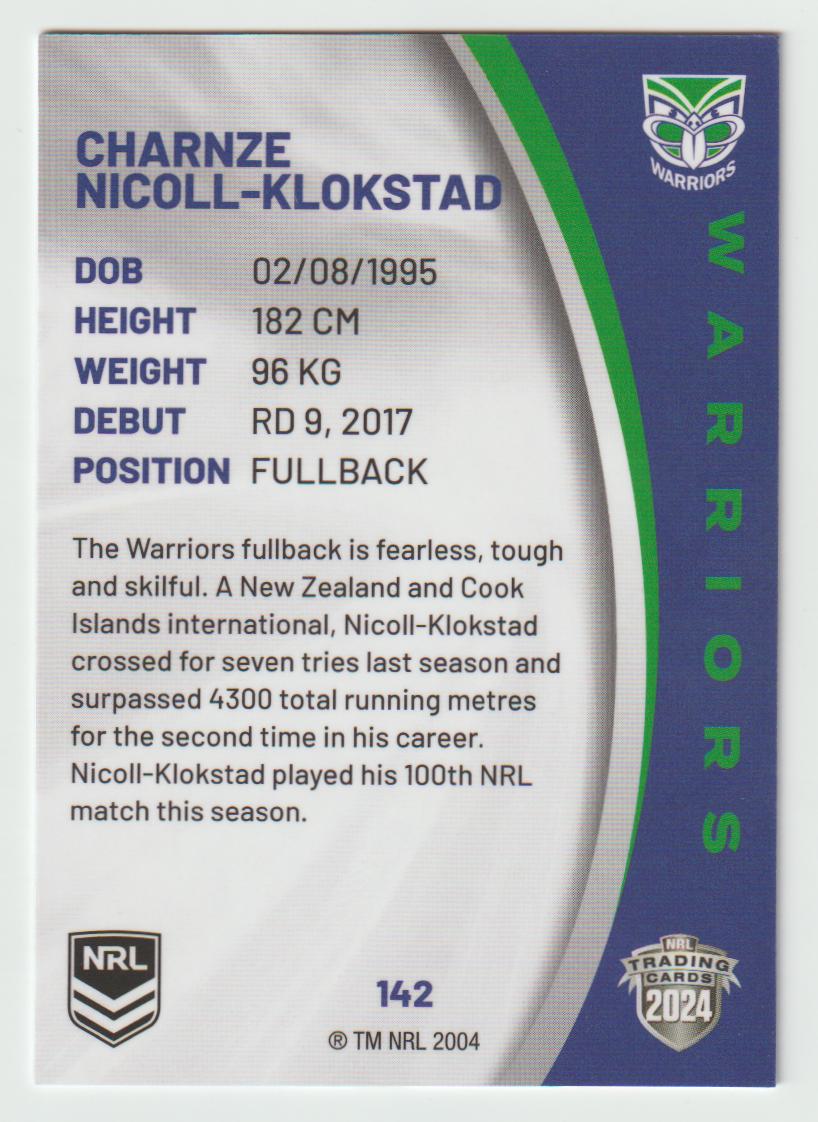 CHARNZE
NICOLL-KLOKSTAD
WARRIORS
DOB 02/08/1995
HEIGHT 182 CM
WEIGHT 96 KG
DEBUT RD 9, 2017
POSITION FULLBACK
The Warriors fullback is fearless, tough
and skilful. A New Zealand and Cook
Islands international, Nicoll-Klokstad
crossed for seven tries last season and
surpassed 4300 total running metres
for the second time in his career.
Nicoll-Klokstad played his 100th NRL
match this season.
WARRIORS
NRL
142
® TM NRL 2004
NRL
TRADING
CARDS
2024